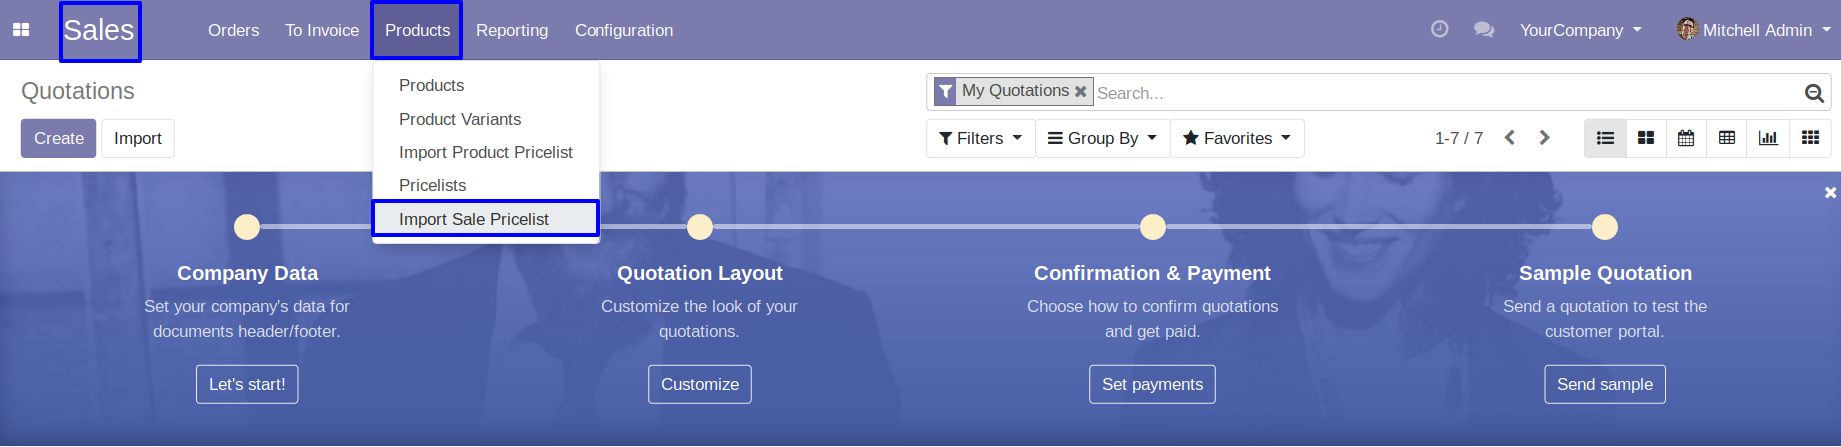 Sales Orders To Invoice Products Reporting Configuration YourCompany Mitchell Admin
Quotations
My Quotations Search...
Create Import
Filters Group By Favorites 1-7 / 7
Products
Product Variants
Import Product Pricelist
Pricelists
Import Sale Pricelist
Company Data
Set your company's data for
documents header/footer.
Let's start!
Quotation Layout
Customize the look of your
quotations.
Customize
Confirmation & Payment
Choose how to confirm quotations
and get paid.
Set payments
Sample Quotation
Send a quotation to test the
customer portal.
Send sample